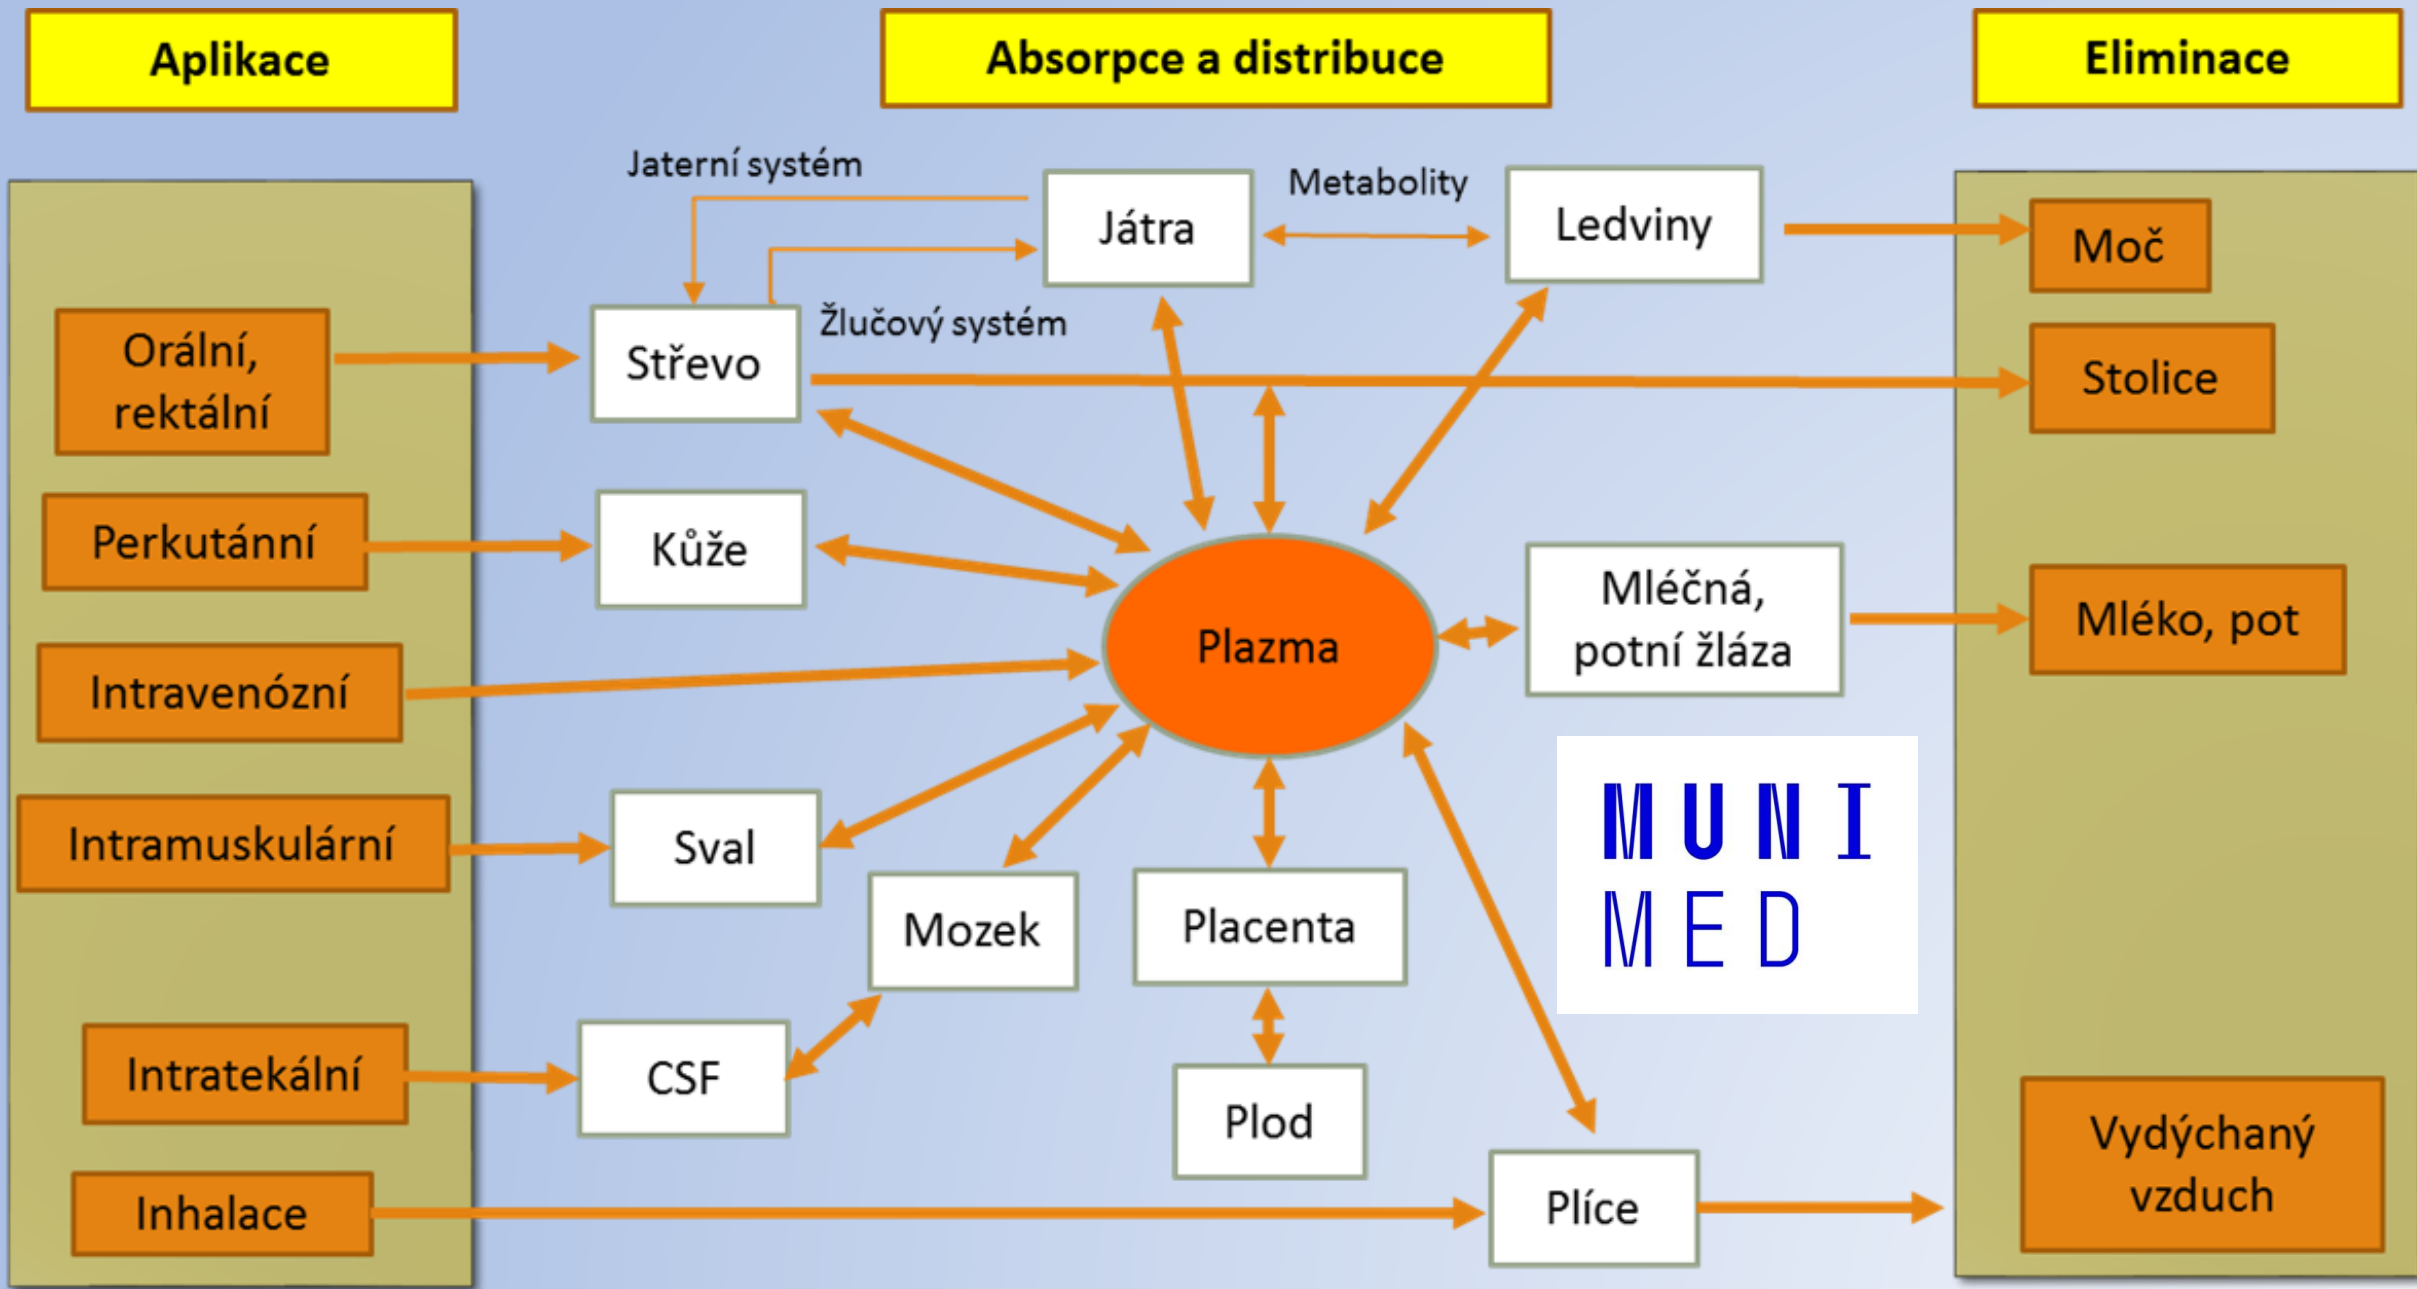 Aplikace
Absorpce a distribuce
Eliminace
Jaterní systém
Játra
Metabolity
Ledviny
Moč
Orální,
rektální
Střevo
Žlučový systém
Stolice
Perkutánní
Kůže
Mléčná,
potní žláza
Mléko, pot
Intravenózní
Plazma
Intramuskulární
Sval
Mozek
Placenta
MUNI
MED
Intratekální
CSF
Plod
Vydýchaný
vzduch
Inhalace
Plíce